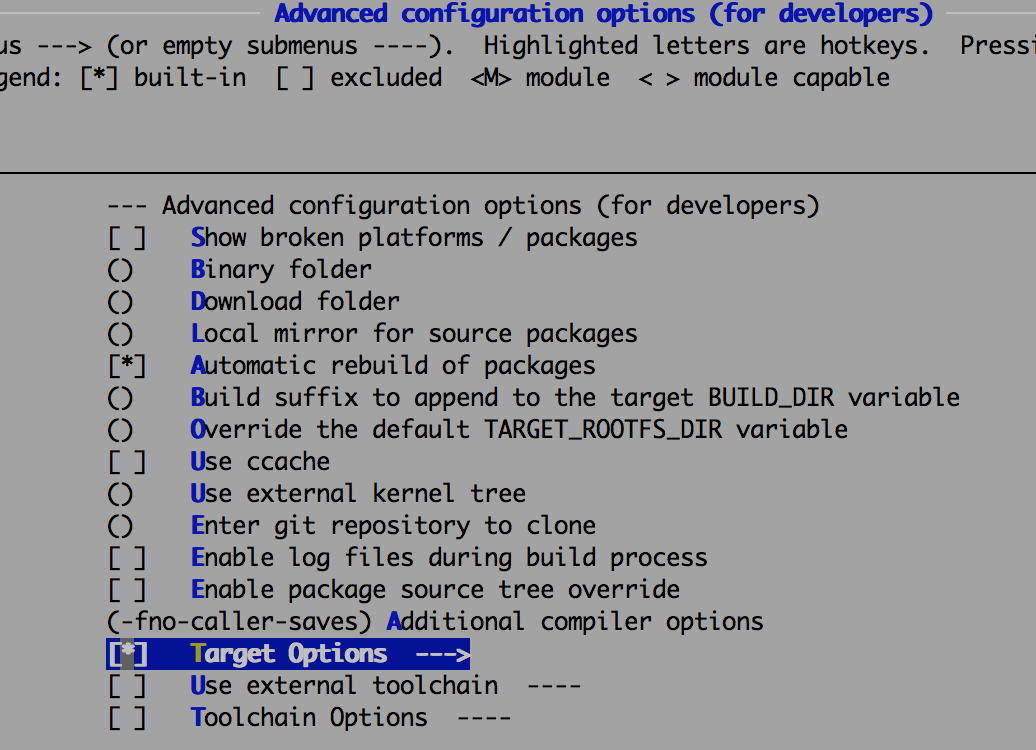 Advanced configuration options (for developers)
us ---> (or empty submenus ----).  Highlighted letters are hotkeys.  Pressi
gend: [*] built-in  [ ] excluded  <M> module  < > module capable
--- Advanced configuration options (for developers)
[ ]   Show broken platforms / packages
()    Binary folder
()    Download folder
()    Local mirror for source packages
[*]   Automatic rebuild of packages
()    Build suffix to append to the target BUILD_DIR variable
()    Override the default TARGET_ROOTFS_DIR variable
[ ]   Use ccache
()    Use external kernel tree
()    Enter git repository to clone
[ ]   Enable log files during build process
[ ]   Enable package source tree override
(-fno-caller-saves) Additional compiler options
[*]   Target Options  --->
[ ]   Use external toolchain  ----
[ ]   Toolchain Options  ----